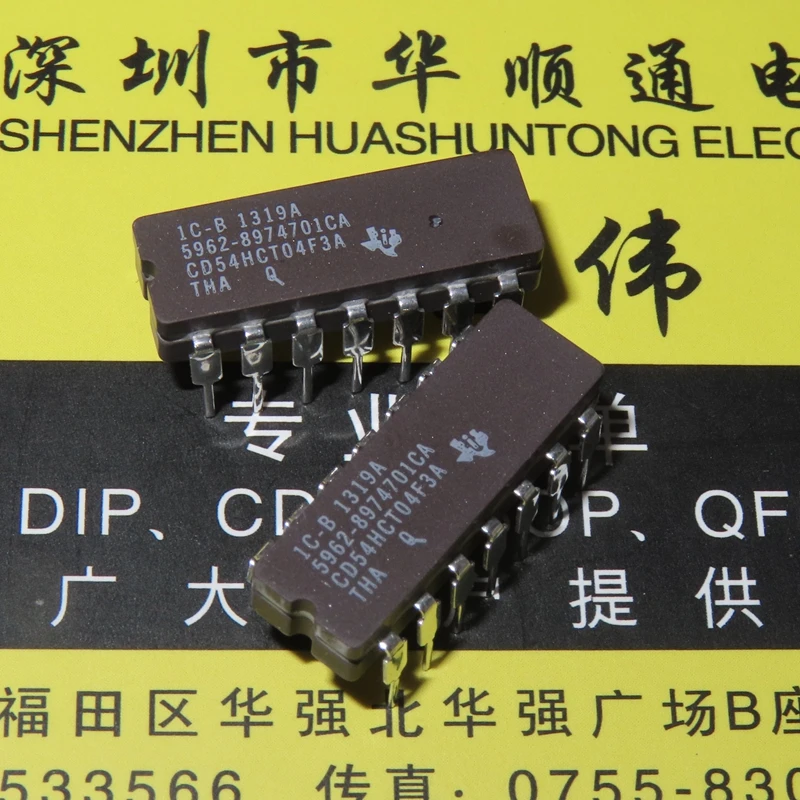 深圳市华顺通电
SHENZHEN HUASHUNTONG ELEC
1C-B 1319A
5962-8974701CA
CD54HCT04F3A
THA Q
伟
1C-B 1319A
5962-8974701CA
CD54HCT04F3A
THA Q
专业 单
DIP、CD OP、QF
广大 提供
福田区华强北华强广场B座
533566 传真: 0755-830